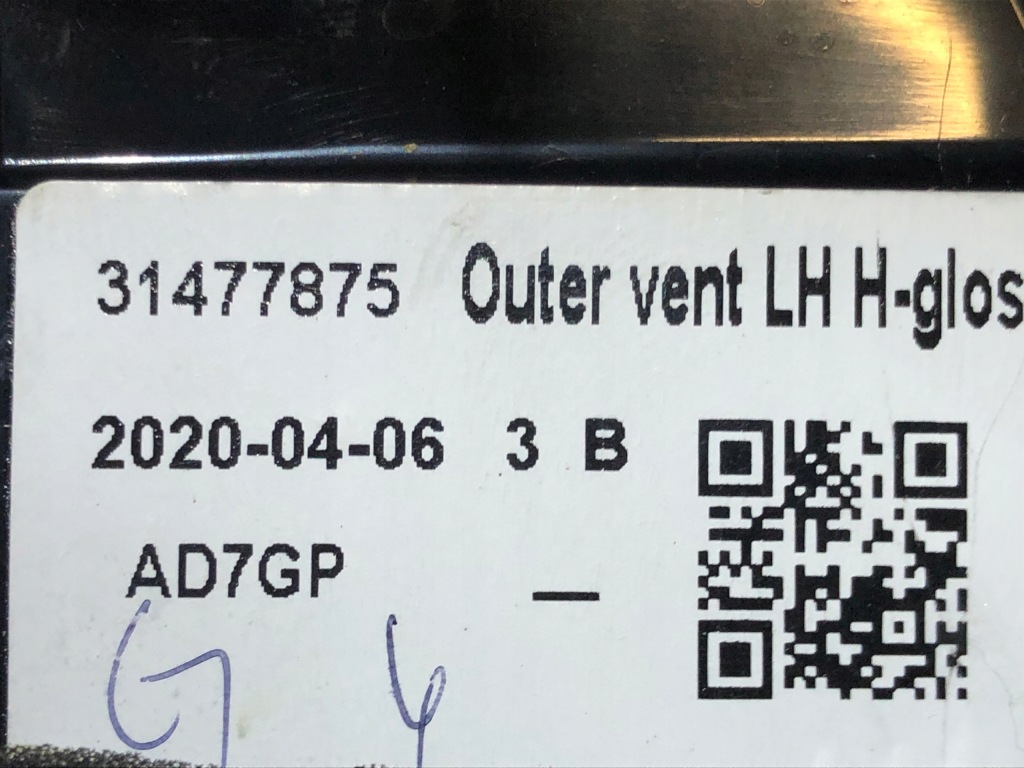 31477875 Outer vent LH H-glos
2020-04-06 3 B
AD7GP _